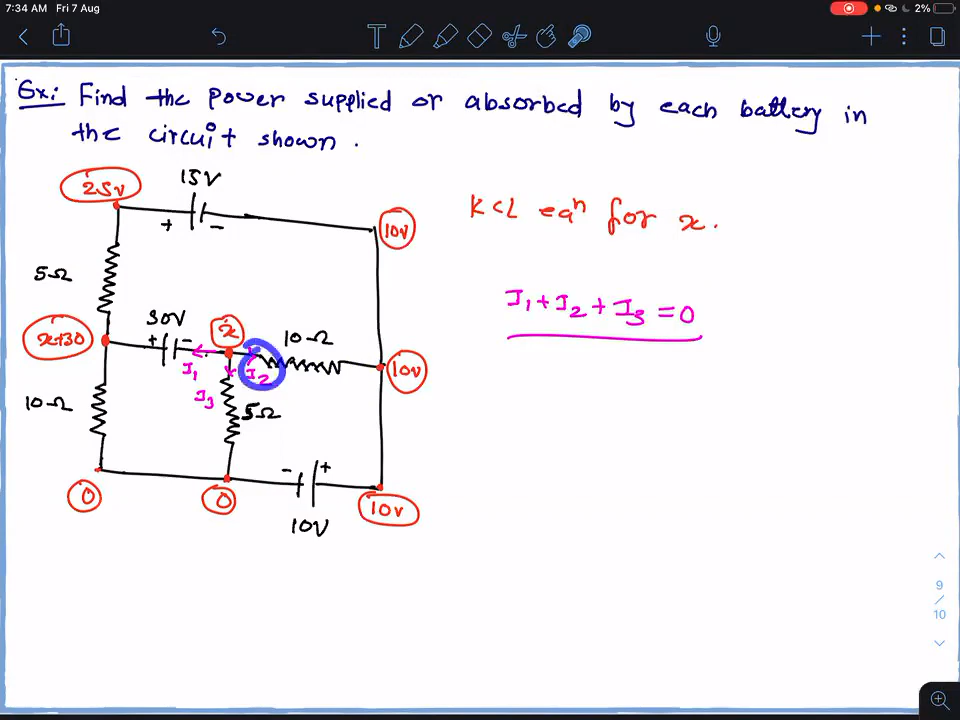 7:34 AM Fri 7 Aug
2%
Ex: Find the power supplied or absorbed by each battery in
the circuit shown.
15V
25v
+ -
10v
KCL eqn for x.
5Ω
I₁+I₂+I₃=0
30V
x
10Ω
x+30
+ -
I₁
I₂
10v
10Ω
I₃
5Ω
- +
0
0
10v
10V
9
/
10